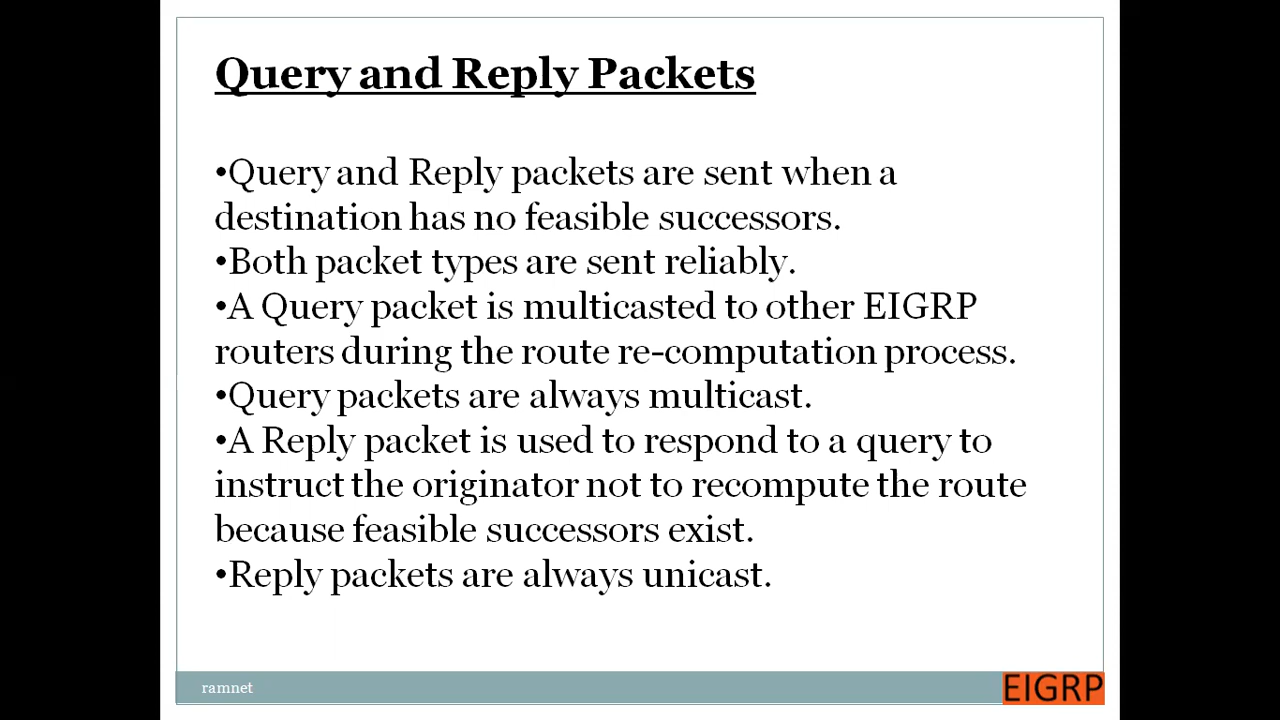 Query and Reply Packets
•Query and Reply packets are sent when a
destination has no feasible successors.
•Both packet types are sent reliably.
•A Query packet is multicasted to other EIGRP
routers during the route re-computation process.
•Query packets are always multicast.
•A Reply packet is used to respond to a query to
instruct the originator not to recompute the route
because feasible successors exist.
•Reply packets are always unicast.
ramnet
EIGRP